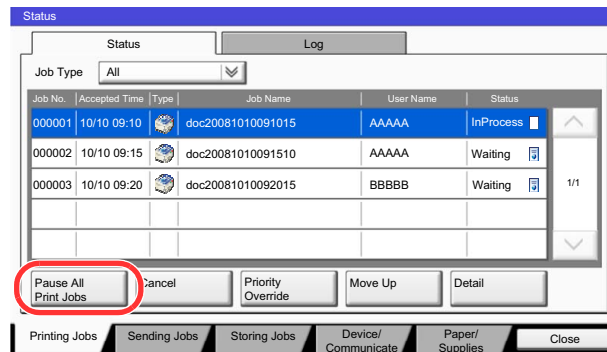 Status
Status Log
Job Type All
Job No. Accepted Time Type Job Name User Name Status
000001 10/10 09:10 doc20081010091015 AAAAA InProcess
000002 10/10 09:15 doc20081010091510 AAAAA Waiting
000003 10/10 09:20 doc20081010092015 BBBBB Waiting
1/1
Pause All Print Jobs Cancel Priority Override Move Up Detail
Printing Jobs Sending Jobs Storing Jobs Device/ Communicate Paper/ Supplies Close